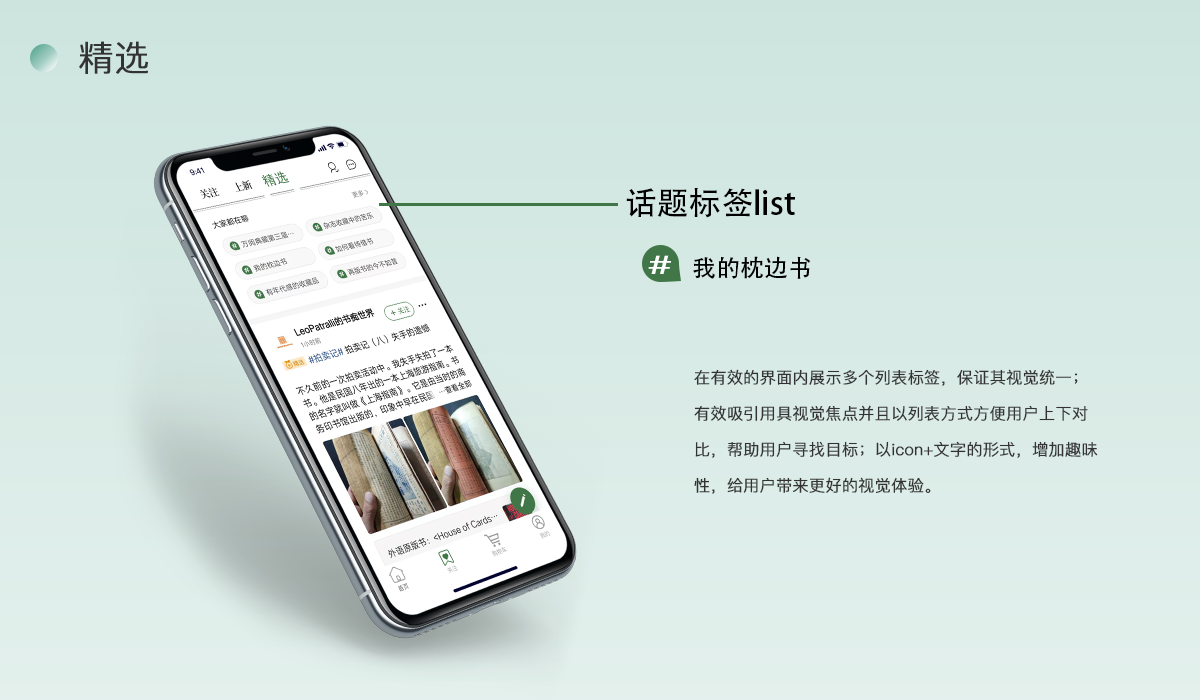 精选
9:41
关注 上新 精选
大家都在聊 更多
# 万阅典藏第三届… # 杂志收藏中的苦乐
# 我的枕边书 # 如何看待借书
# 有年代感的收藏品 # 再版书的今不如昔
LeoPatralli的书痴世界 + 关注 …
1小时前
精选 #拍卖记# 拍卖记（八）失手的遗憾
不久前的一次拍卖活动中。我失手失拍了一本
书。他是民国八年出的一本上海旅游指南。书
的名字就叫做《上海指南》。它是由当时的商
务印书馆出版的，印象中早在民国 …查看全部
外语原版书：<House of Cards…
首页 关注 购物车 我的
话题标签list
# 我的枕边书
在有效的界面内展示多个列表标签，保证其视觉统一；
有效吸引用具视觉焦点并且以列表方式方便用户上下对
比，帮助用户寻找目标；以icon+文字的形式，增加趣味
性，给用户带来更好的视觉体验。